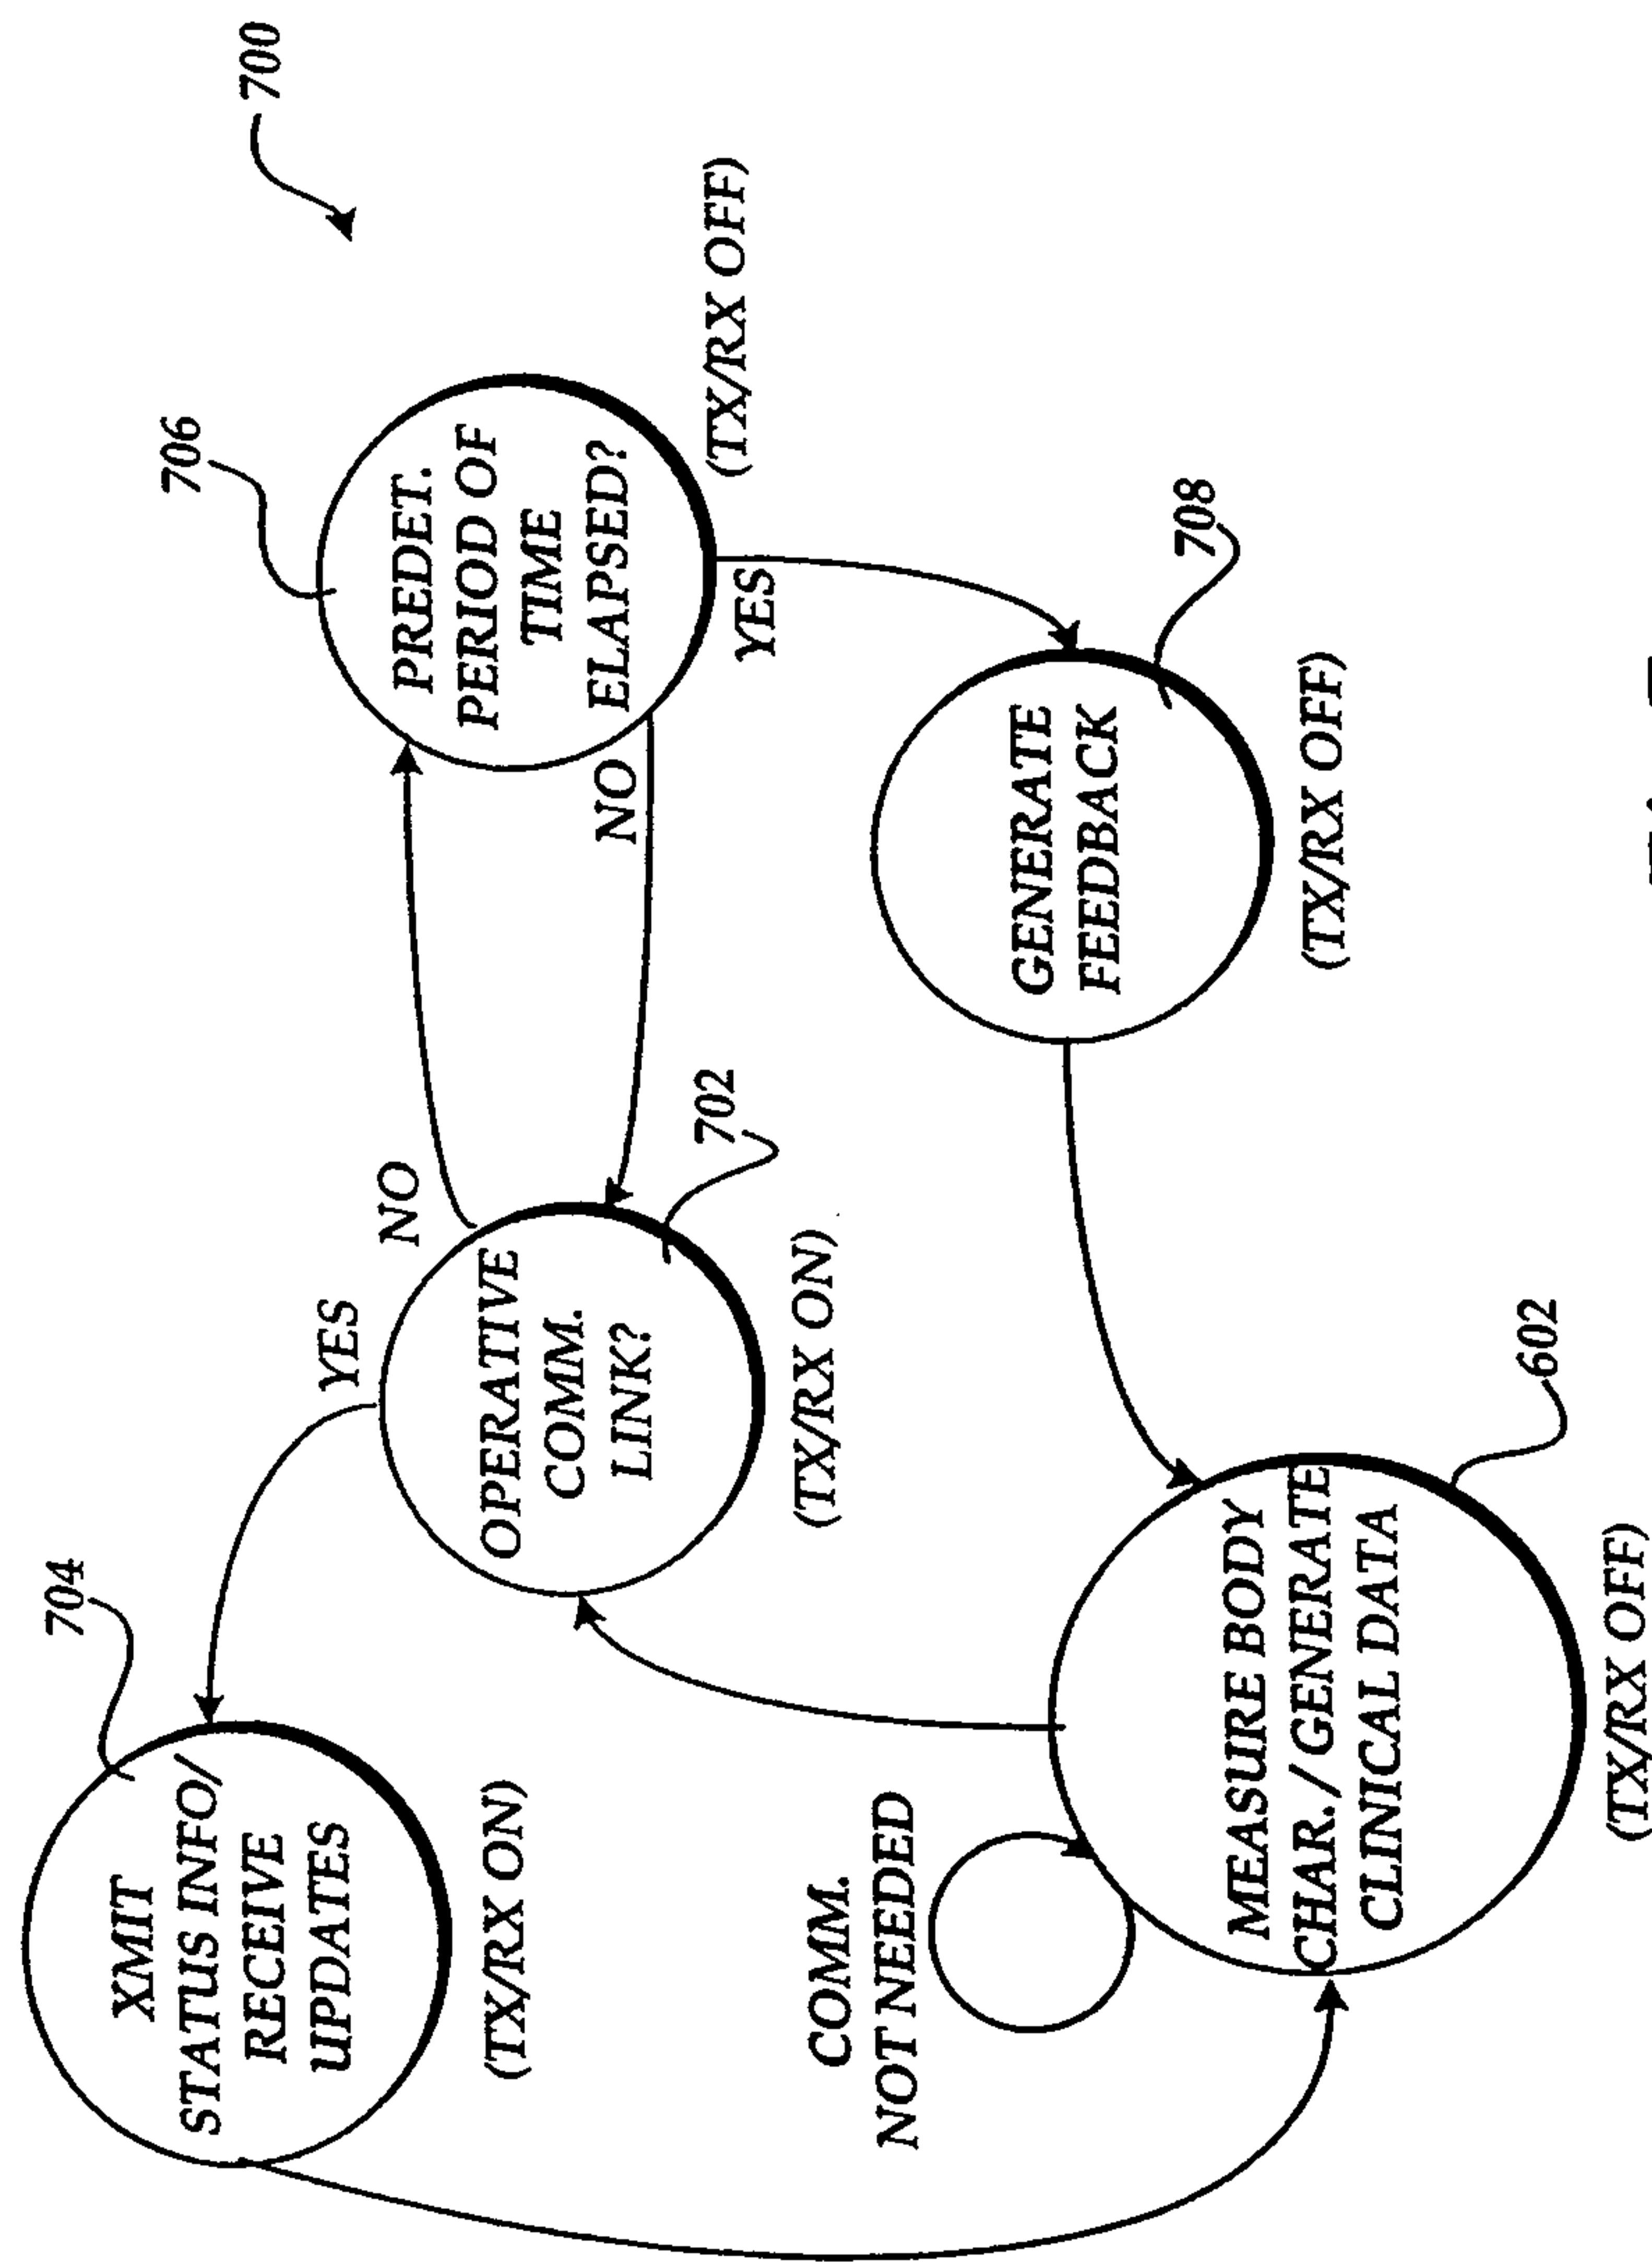 700
704
XMIT
STATUS INFO/
RECEIVE
UPDATES
(TX/RX ON)
YES
NO
OPERATIVE
COMM.
LINK?
702
(TX/RX ON)
706
PREDET.
PERIOD OF
TIME
ELAPSED?
(TX/RX OFF)
NO
YES
COMM.
NOT NEEDED
MEASURE BODY
CHAR./GENERATE
CLINICAL DATA
602
(TX/RX OFF)
GENERATE
FEEDBACK
708
(TX/RX OFF)